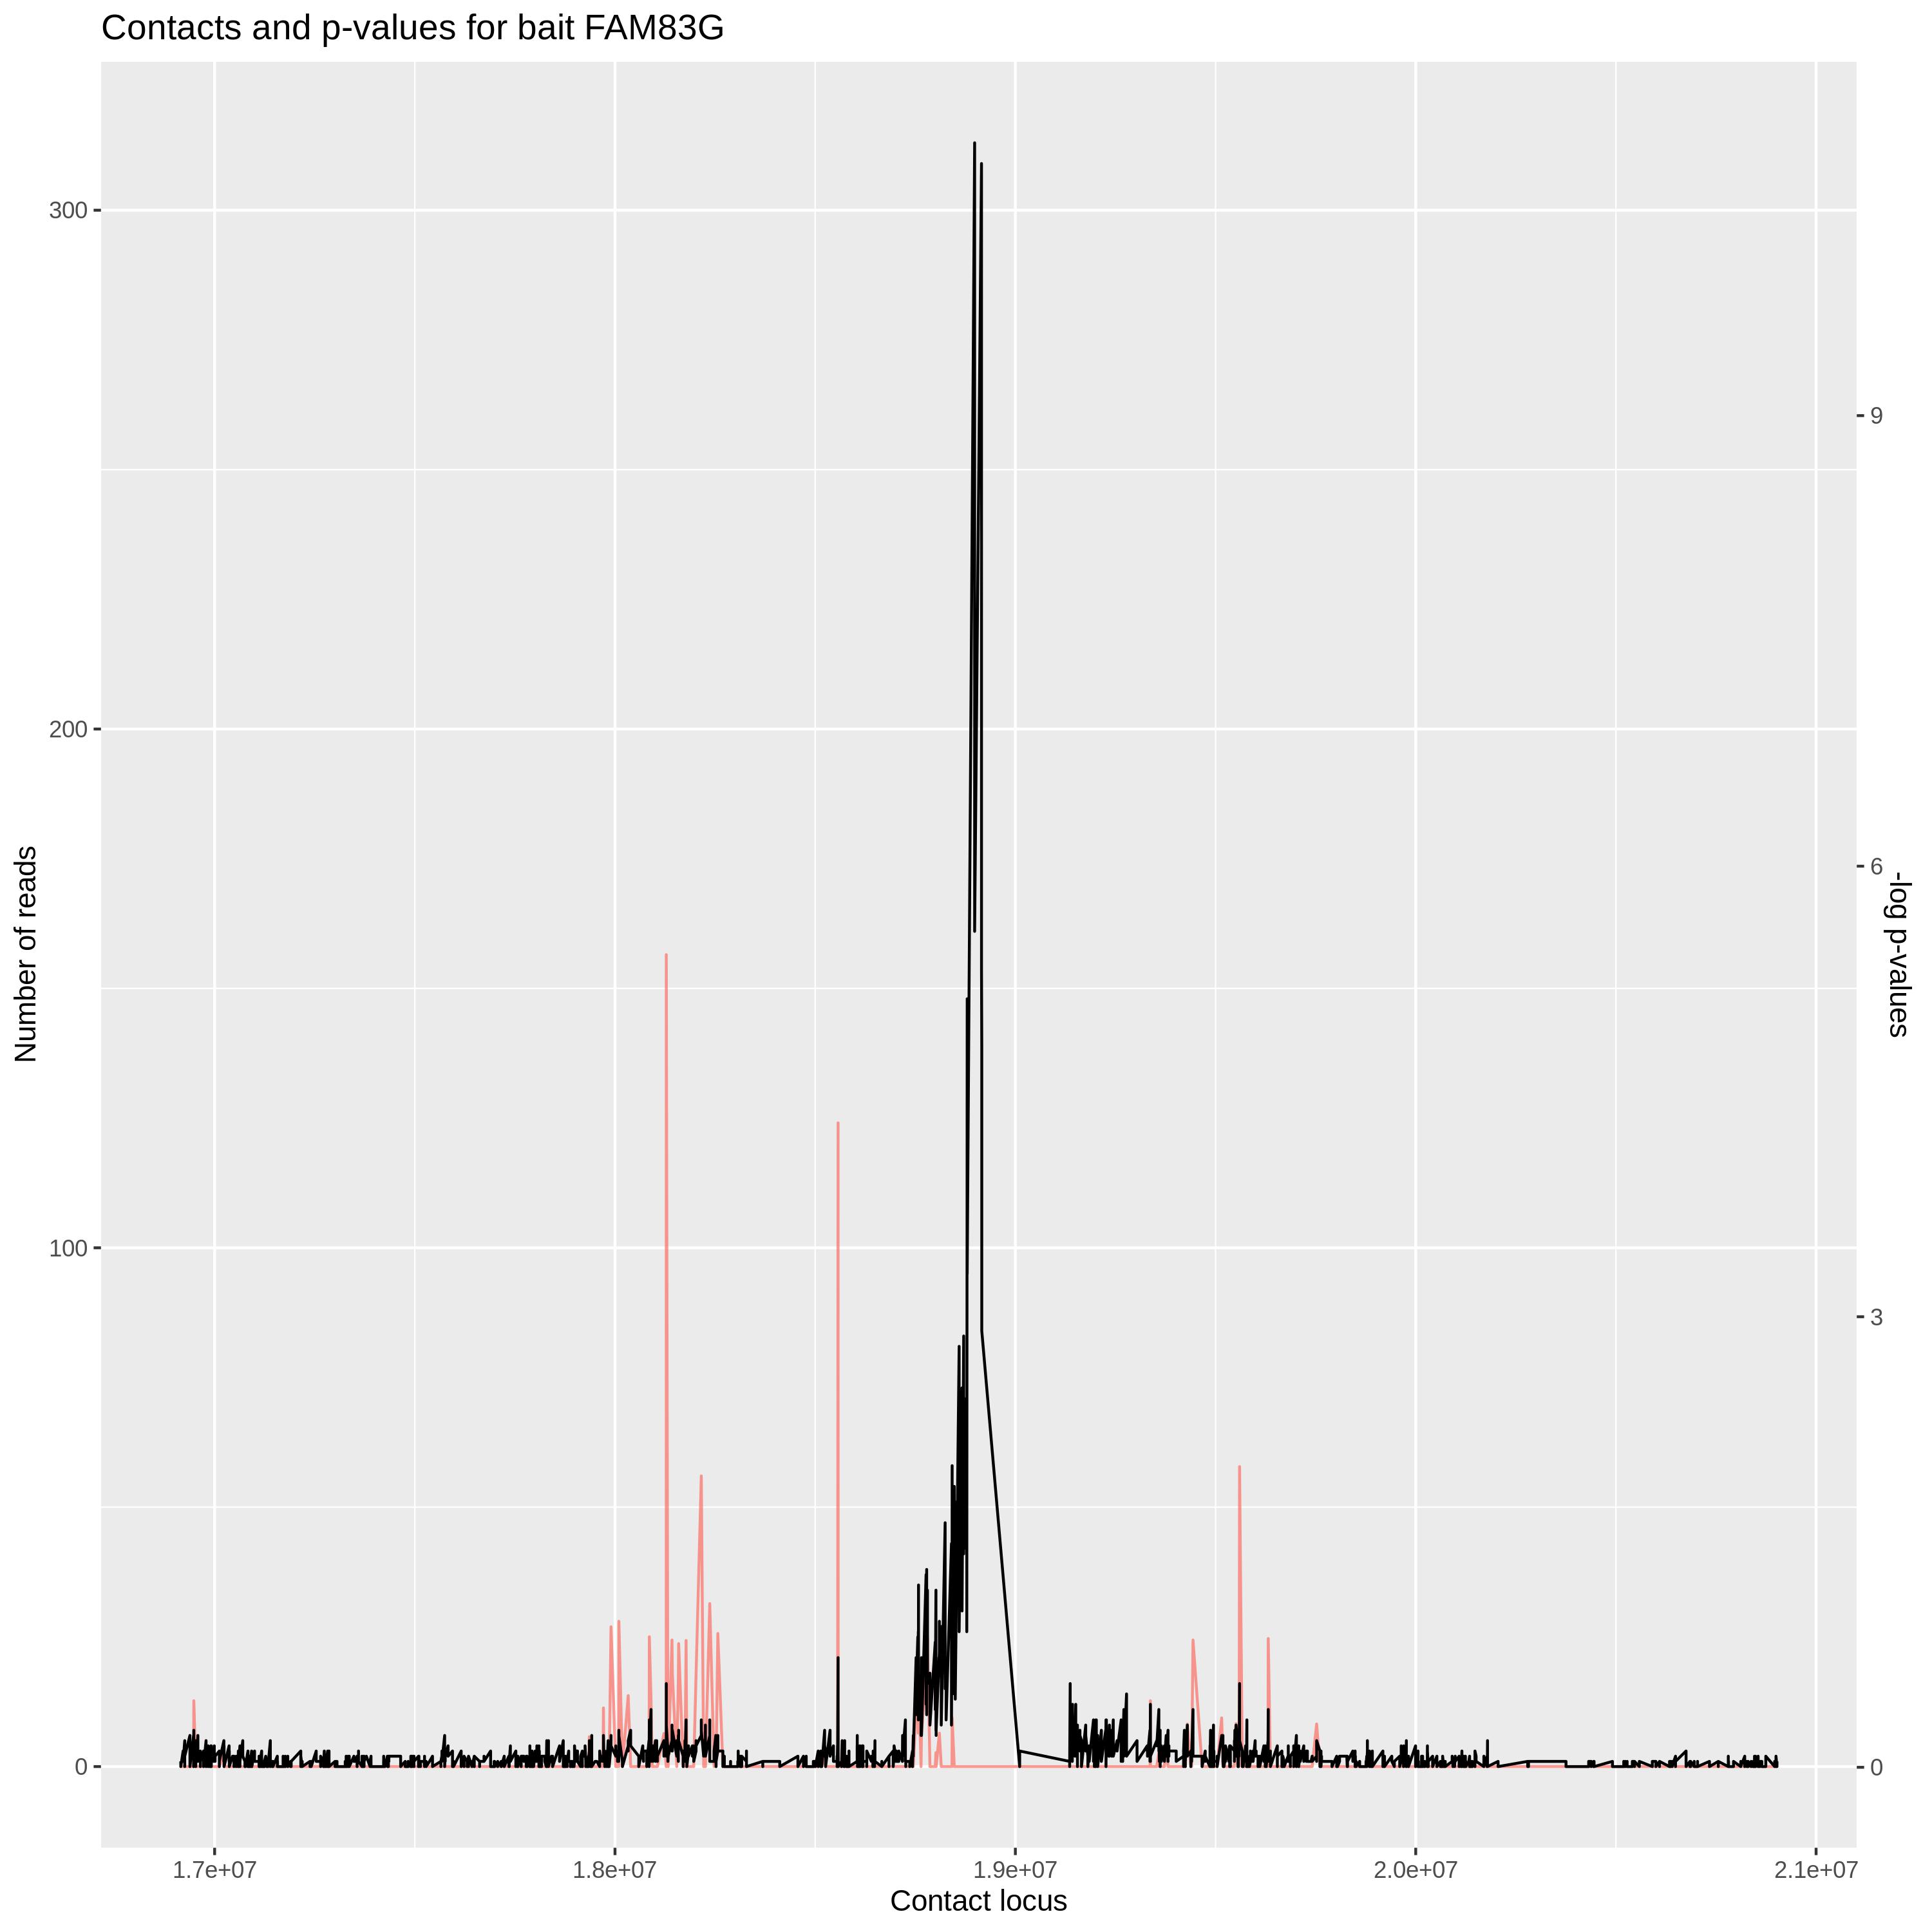 Contacts and p-values for bait FAM83G
300
200
100
0
Number of reads
9
6
3
0
-log p-values
1.7e+07 1.8e+07 1.9e+07 2.0e+07 2.1e+07
Contact locus